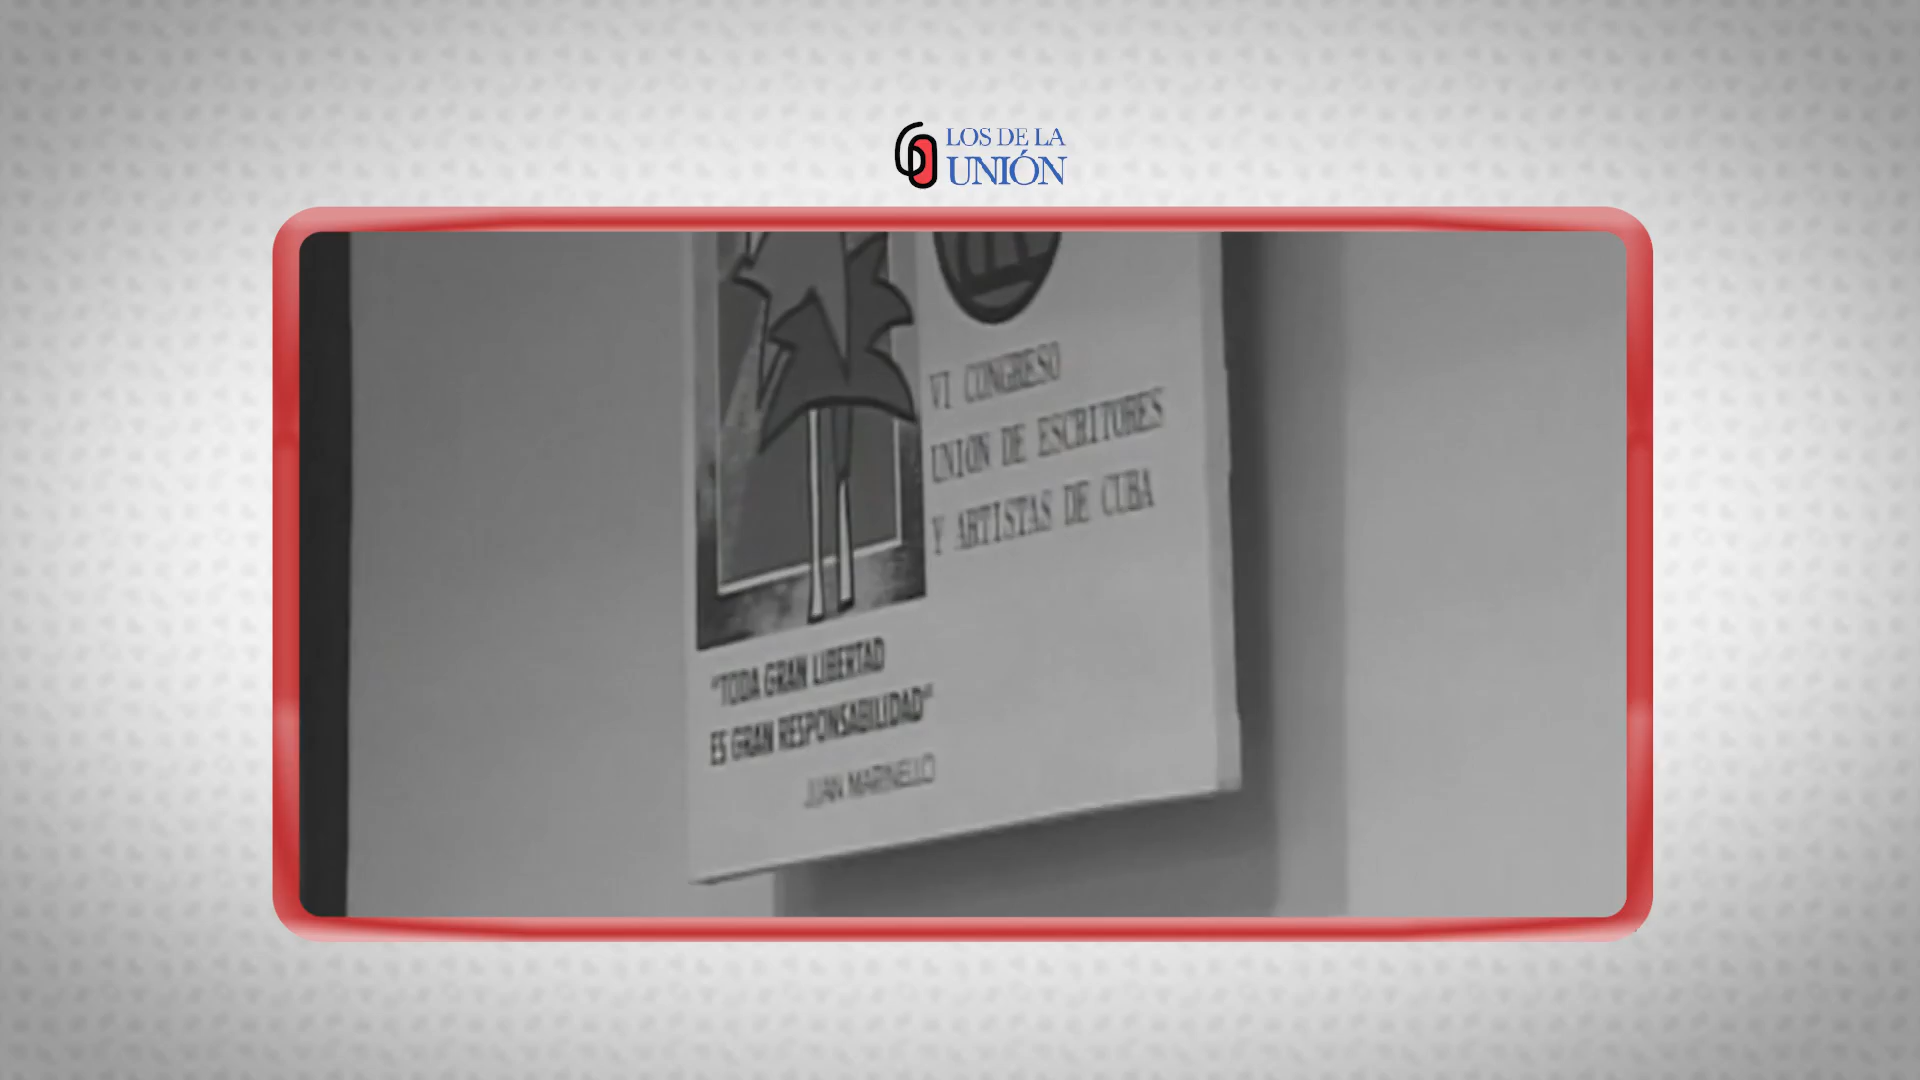 60 LOS DE LA
UNIÓN
VI CONGRESO
UNION DE ESCRITORES
Y ARTISTAS DE CUBA
"TODA GRAN LIBERTAD
ES GRAN RESPONSABILIDAD"
JUAN MARINELLO